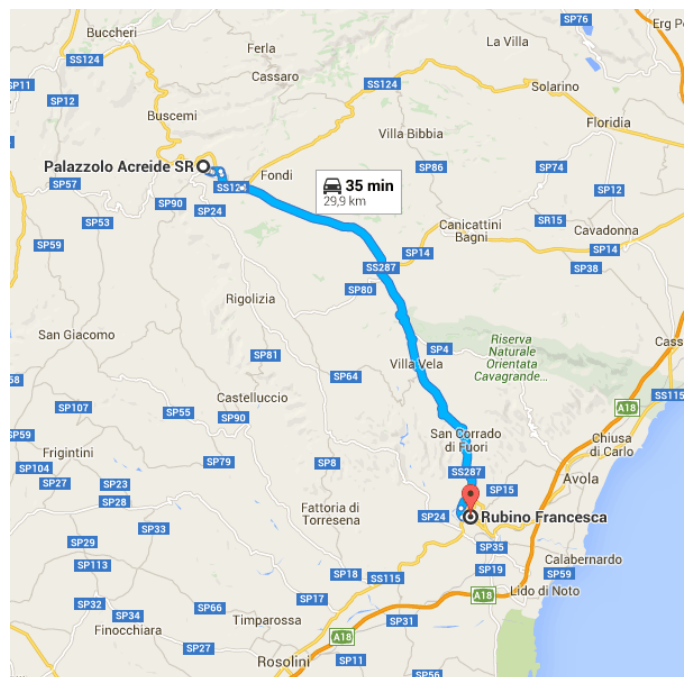 SP76
Buccheri
La Villa
Erg Pe
Ferla
SS124
Cassaro
SP11
SS124
SP12
Solarino
Buscemi
Floridia
Villa Bibbia
Palazzolo Acreide SR
SP86
SP74
Fondi
35 min
29,9 km
SP57
SS124
SP12
SP90
SP24
SP53
SR15
Canicattini
Bagni
Cavadonna
SP59
SP14
SP14
SS287
SP38
SP80
Rigolizia
San Giacomo
Riserva
Naturale
Orientata
Cavagrande...
Cass
SP4
SP81
Villa Vela
SP64
58
SS115
Castelluccio
A18
SP107
SP55
SP90
San Corrado
di Fuori
SP59
Chiusa
di Carlo
Frigintini
SP79
SP8
SP104
SS287
Avola
SP27
SP23
SP15
SP28
Fattoria di
Torresena
SP24
Rubino Francesca
SP33
SP29
SP35
Calabernardo
SP113
SP18
SS115
SP19
SP59
SP17
A18
Lido di Noto
SP32
SP66
SP34
Timparossa
SP31
Finocchiara
A18
SP27
Rosolini
SP11
SP56